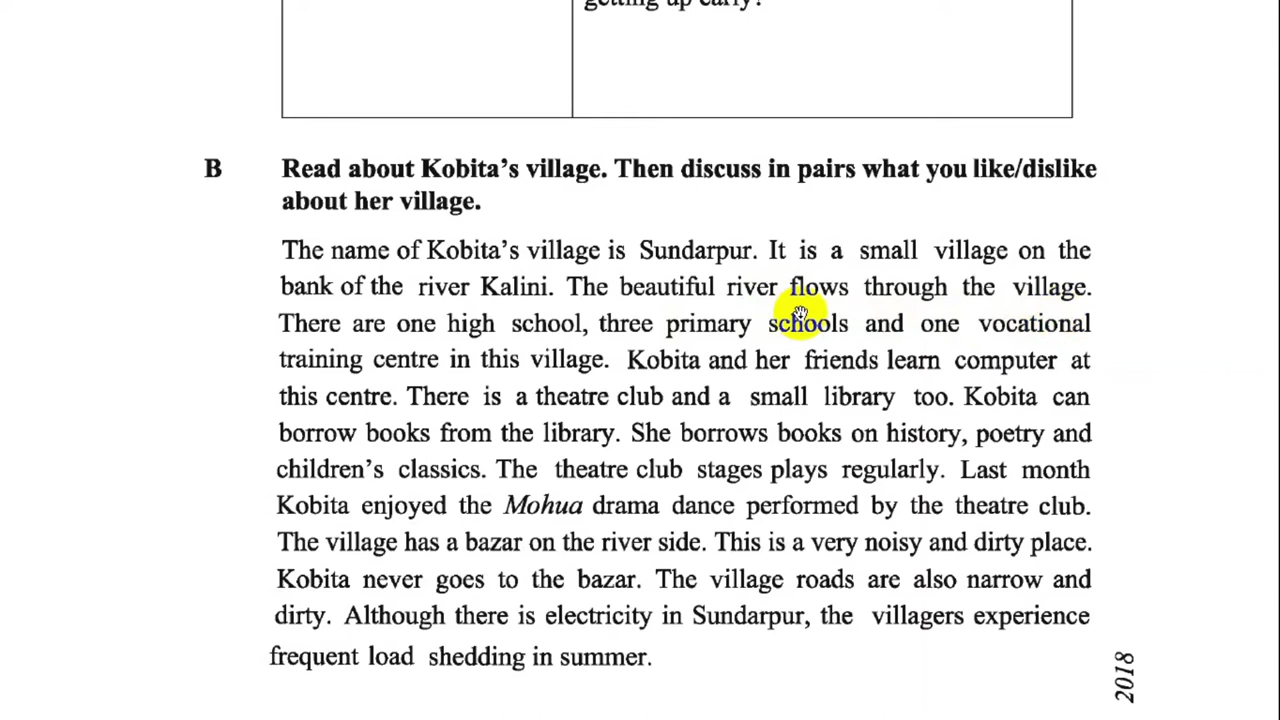 getting up early?
B Read about Kobita's village. Then discuss in pairs what you like/dislike
about her village.
The name of Kobita's village is Sundarpur. It is a small village on the
bank of the river Kalini. The beautiful river flows through the village.
There are one high school, three primary schools and one vocational
training centre in this village. Kobita and her friends learn computer at
this centre. There is a theatre club and a small library too. Kobita can
borrow books from the library. She borrows books on history, poetry and
children's classics. The theatre club stages plays regularly. Last month
Kobita enjoyed the Mohua drama dance performed by the theatre club.
The village has a bazar on the river side. This is a very noisy and dirty place.
Kobita never goes to the bazar. The village roads are also narrow and
dirty. Although there is electricity in Sundarpur, the villagers experience
frequent load shedding in summer.
2018